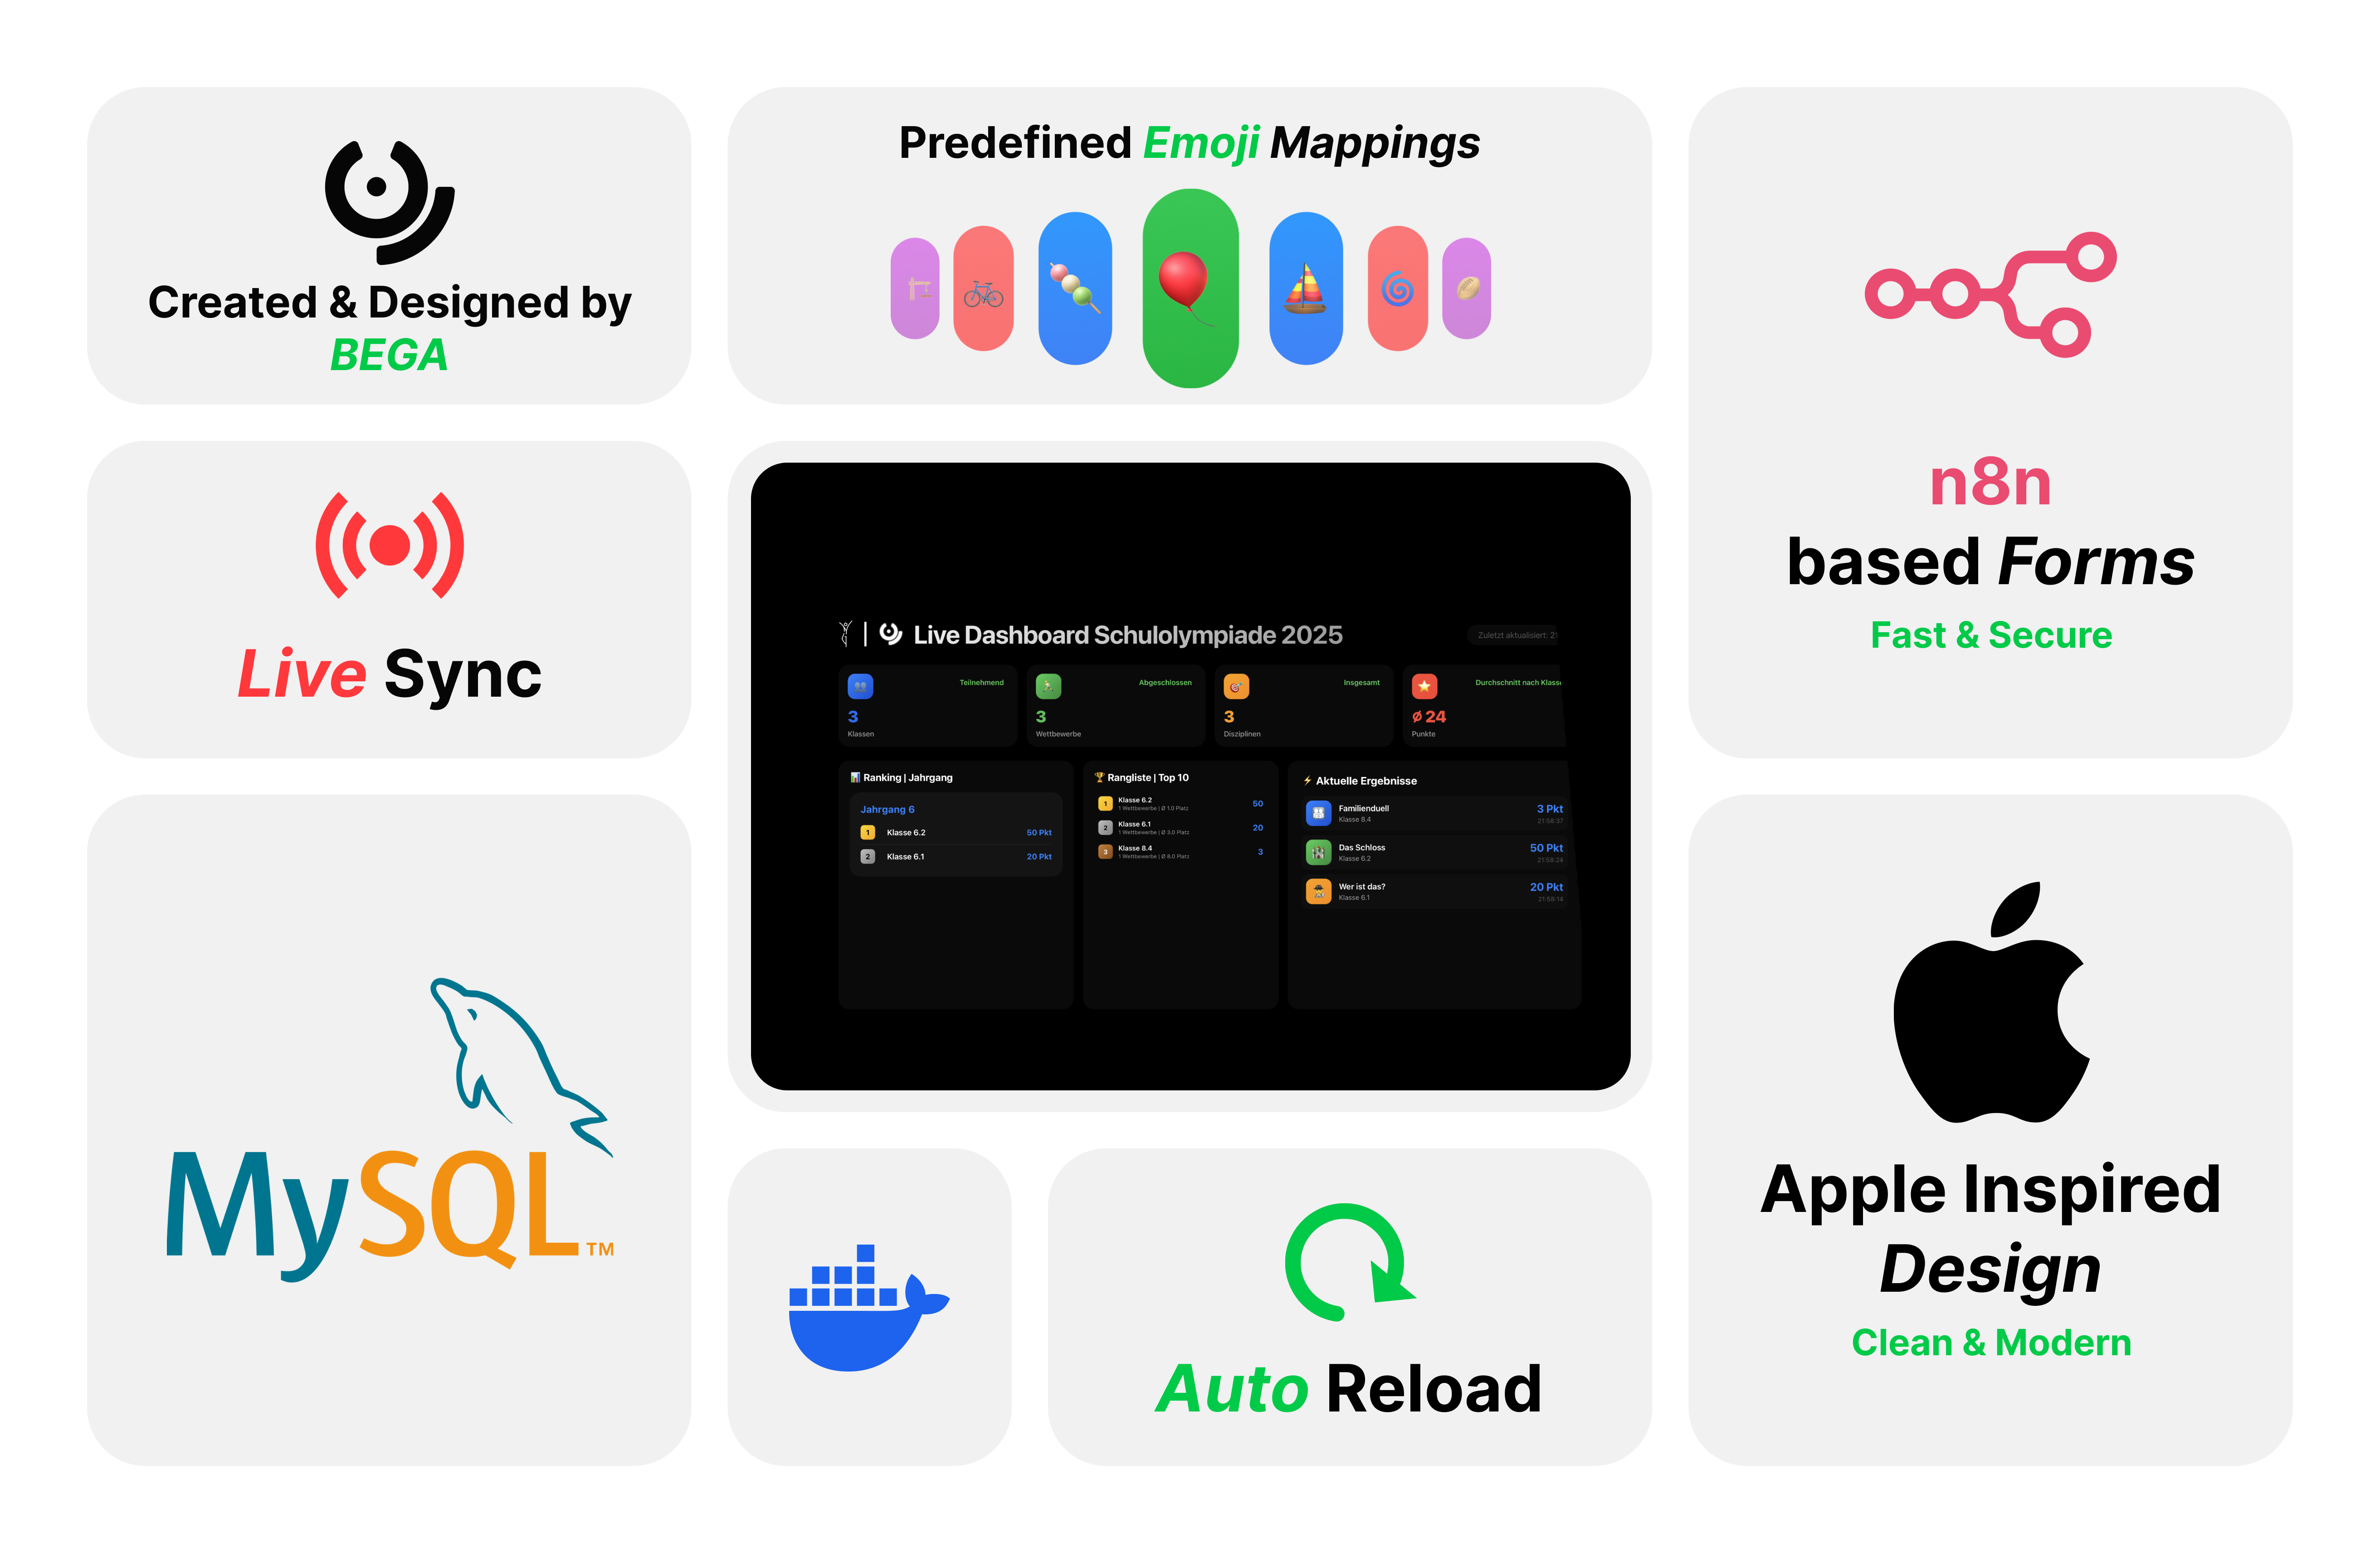 Created & Designed by
BEGA
Predefined Emoji Mappings
n8n
based Forms
Fast & Secure
Live Sync
Live Dashboard Schulolympiade 2025
Zuletzt aktualisiert: 21
Teilnehmend
3
Klassen
Abgeschlossen
3
Wettbewerbe
Insgesamt
3
Disziplinen
Durchschnitt nach Klasse
Ø 24
Punkte
Ranking | Jahrgang
Jahrgang 6
1 Klasse 6.2 50 Pkt
2 Klasse 6.1 20 Pkt
Rangliste | Top 10
1 Klasse 6.2 50
1 Wettbewerbe | Ø 1.0 Platz
2 Klasse 6.1 20
1 Wettbewerbe | Ø 3.0 Platz
3 Klasse 8.4 3
1 Wettbewerbe | Ø 8.0 Platz
Aktuelle Ergebnisse
Familienduell 3 Pkt
Klasse 8.4 21:58:37
Das Schloss 50 Pkt
Klasse 6.2 21:58:24
Wer ist das? 20 Pkt
Klasse 6.1 21:58:14
MySQL™
Auto Reload
Apple Inspired
Design
Clean & Modern